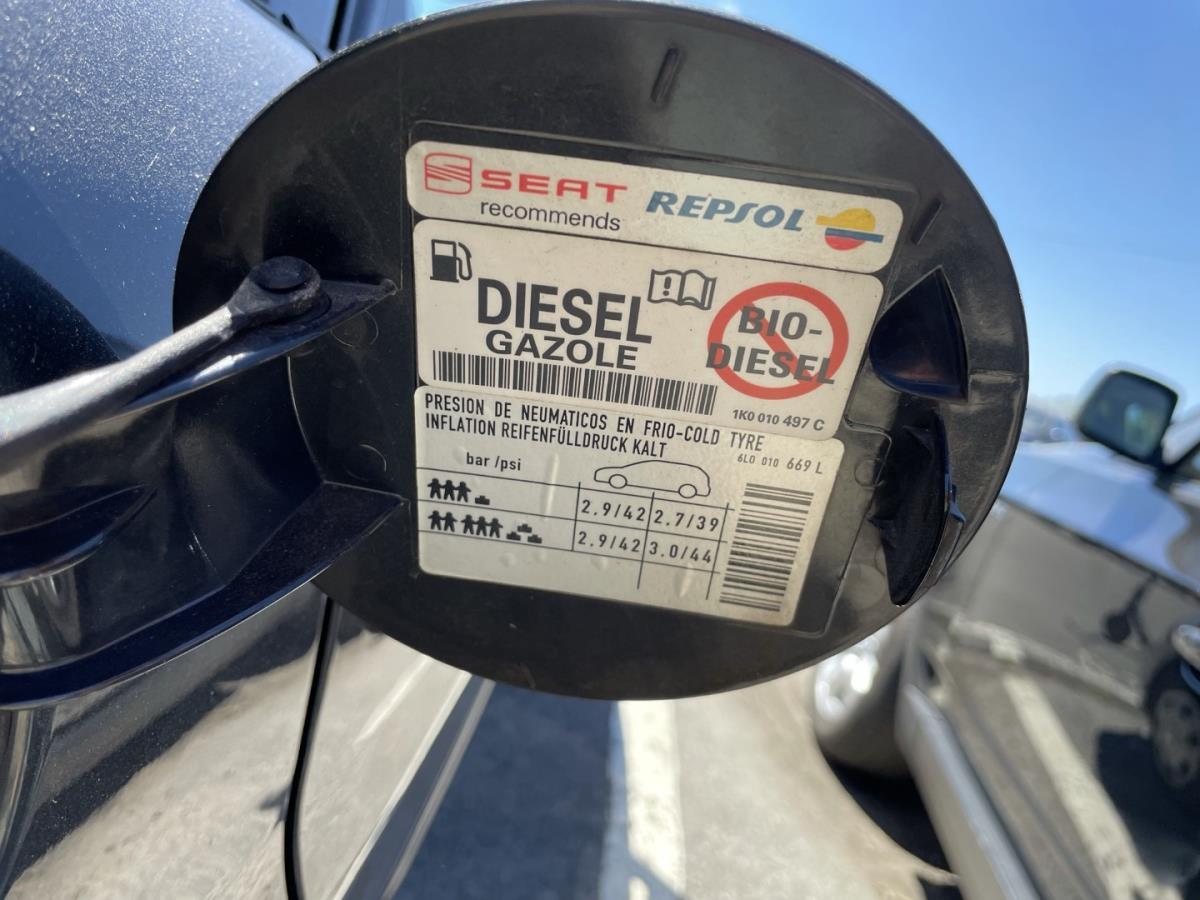 SEAT
recommends
REPSOL
DIESEL
GAZOLE
BIO-
DIESEL
1K0 010 497 C
PRESION DE NEUMATICOS EN FRIO-COLD TYRE
INFLATION REIFENFÜLLDRUCK KALT
6L0 010 669 L
bar/psi
2.9/42 2.7/39
2.9/42 3.0/44